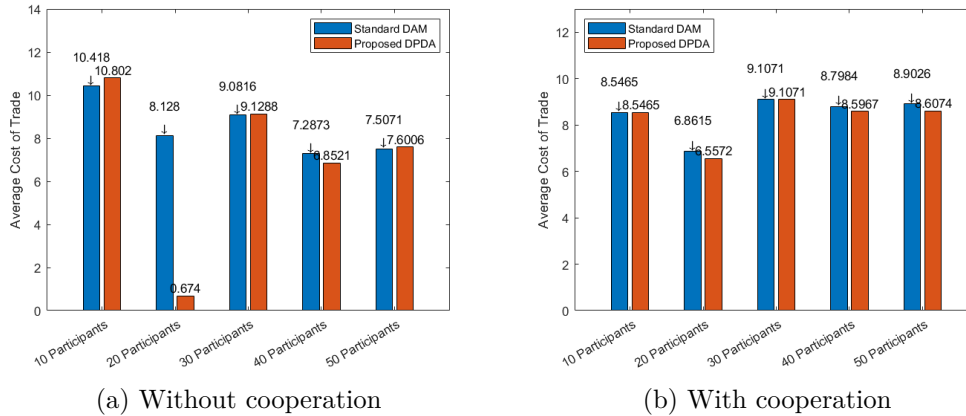 14
12
10
8
6
4
2
0
Average Cost of Trade
Standard DAM
Proposed DPDA
10.418
10.802
8.128
0.674
9.0816
9.1288
7.2873
6.8521
7.5071
7.6006
10 Participants
20 Participants
30 Participants
40 Participants
50 Participants
(a) Without cooperation
12
10
8
6
4
2
0
Average Cost of Trade
Standard DAM
Proposed DPDA
8.5465
8.5465
6.8615
6.5572
9.1071
9.1071
8.7984
8.5967
8.9026
8.6074
10 Participants
20 Participants
30 Participants
40 Participants
50 Participants
(b) With cooperation